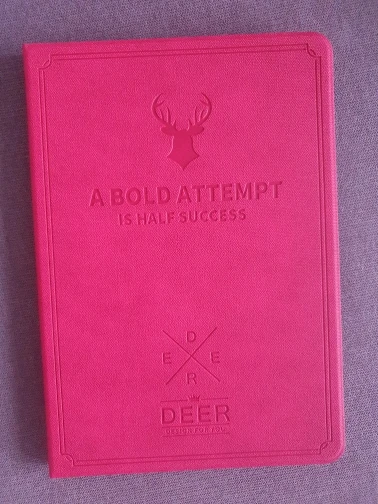 A BOLD ATTEMPT
IS HALF SUCCESS
D
E E
R
DEER